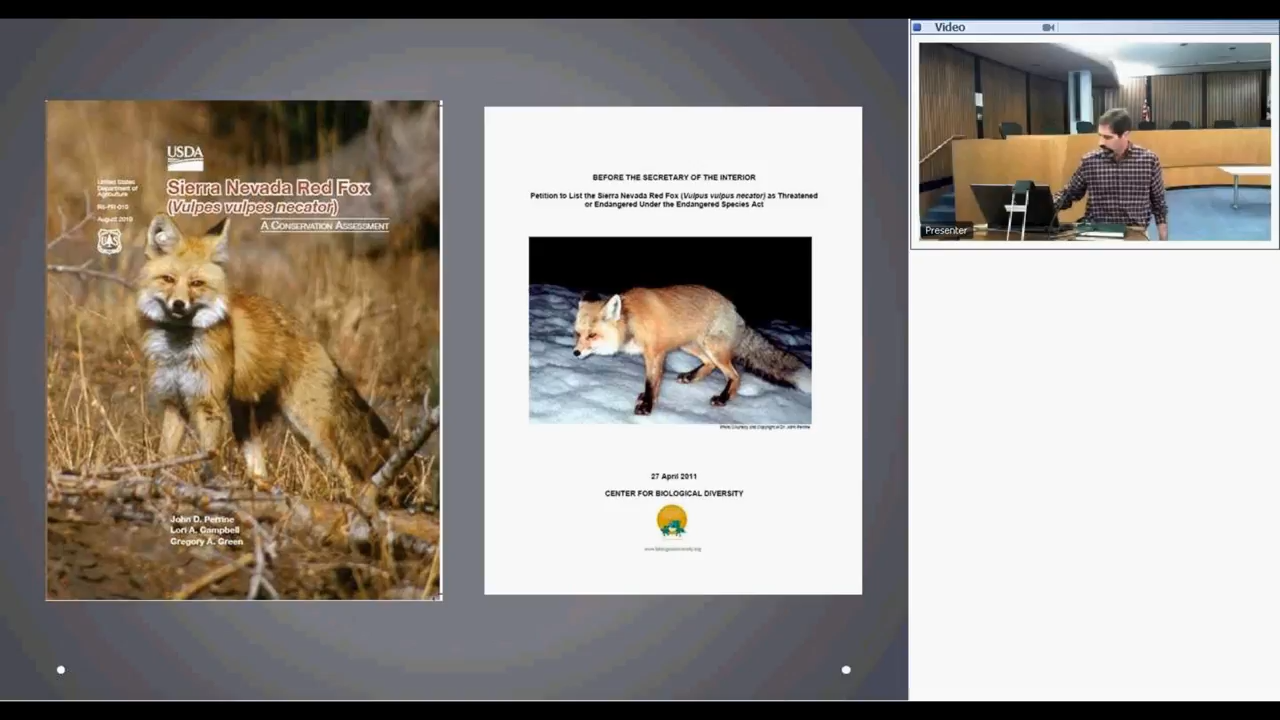 Video
Presenter
USDA
United States
Department of
Agriculture
August 2010
Sierra Nevada Red Fox
(Vulpes vulpes necator)
A CONSERVATION ASSESSMENT
John D. Perrine
Lori A. Campbell
Gregory A. Green
BEFORE THE SECRETARY OF THE INTERIOR
Petition to List the Sierra Nevada Red Fox (Vulpus vulpus necator) as Threatened
or Endangered Under the Endangered Species Act
27 April 2011
CENTER FOR BIOLOGICAL DIVERSITY